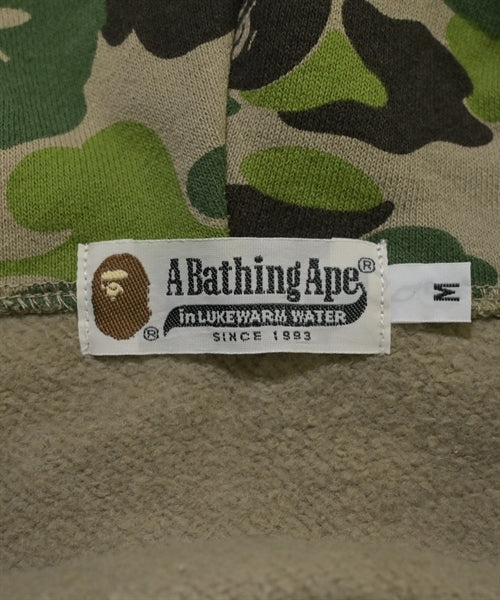 A Bathing Ape®
in LUKEWARM WATER
® SINCE 1993
M